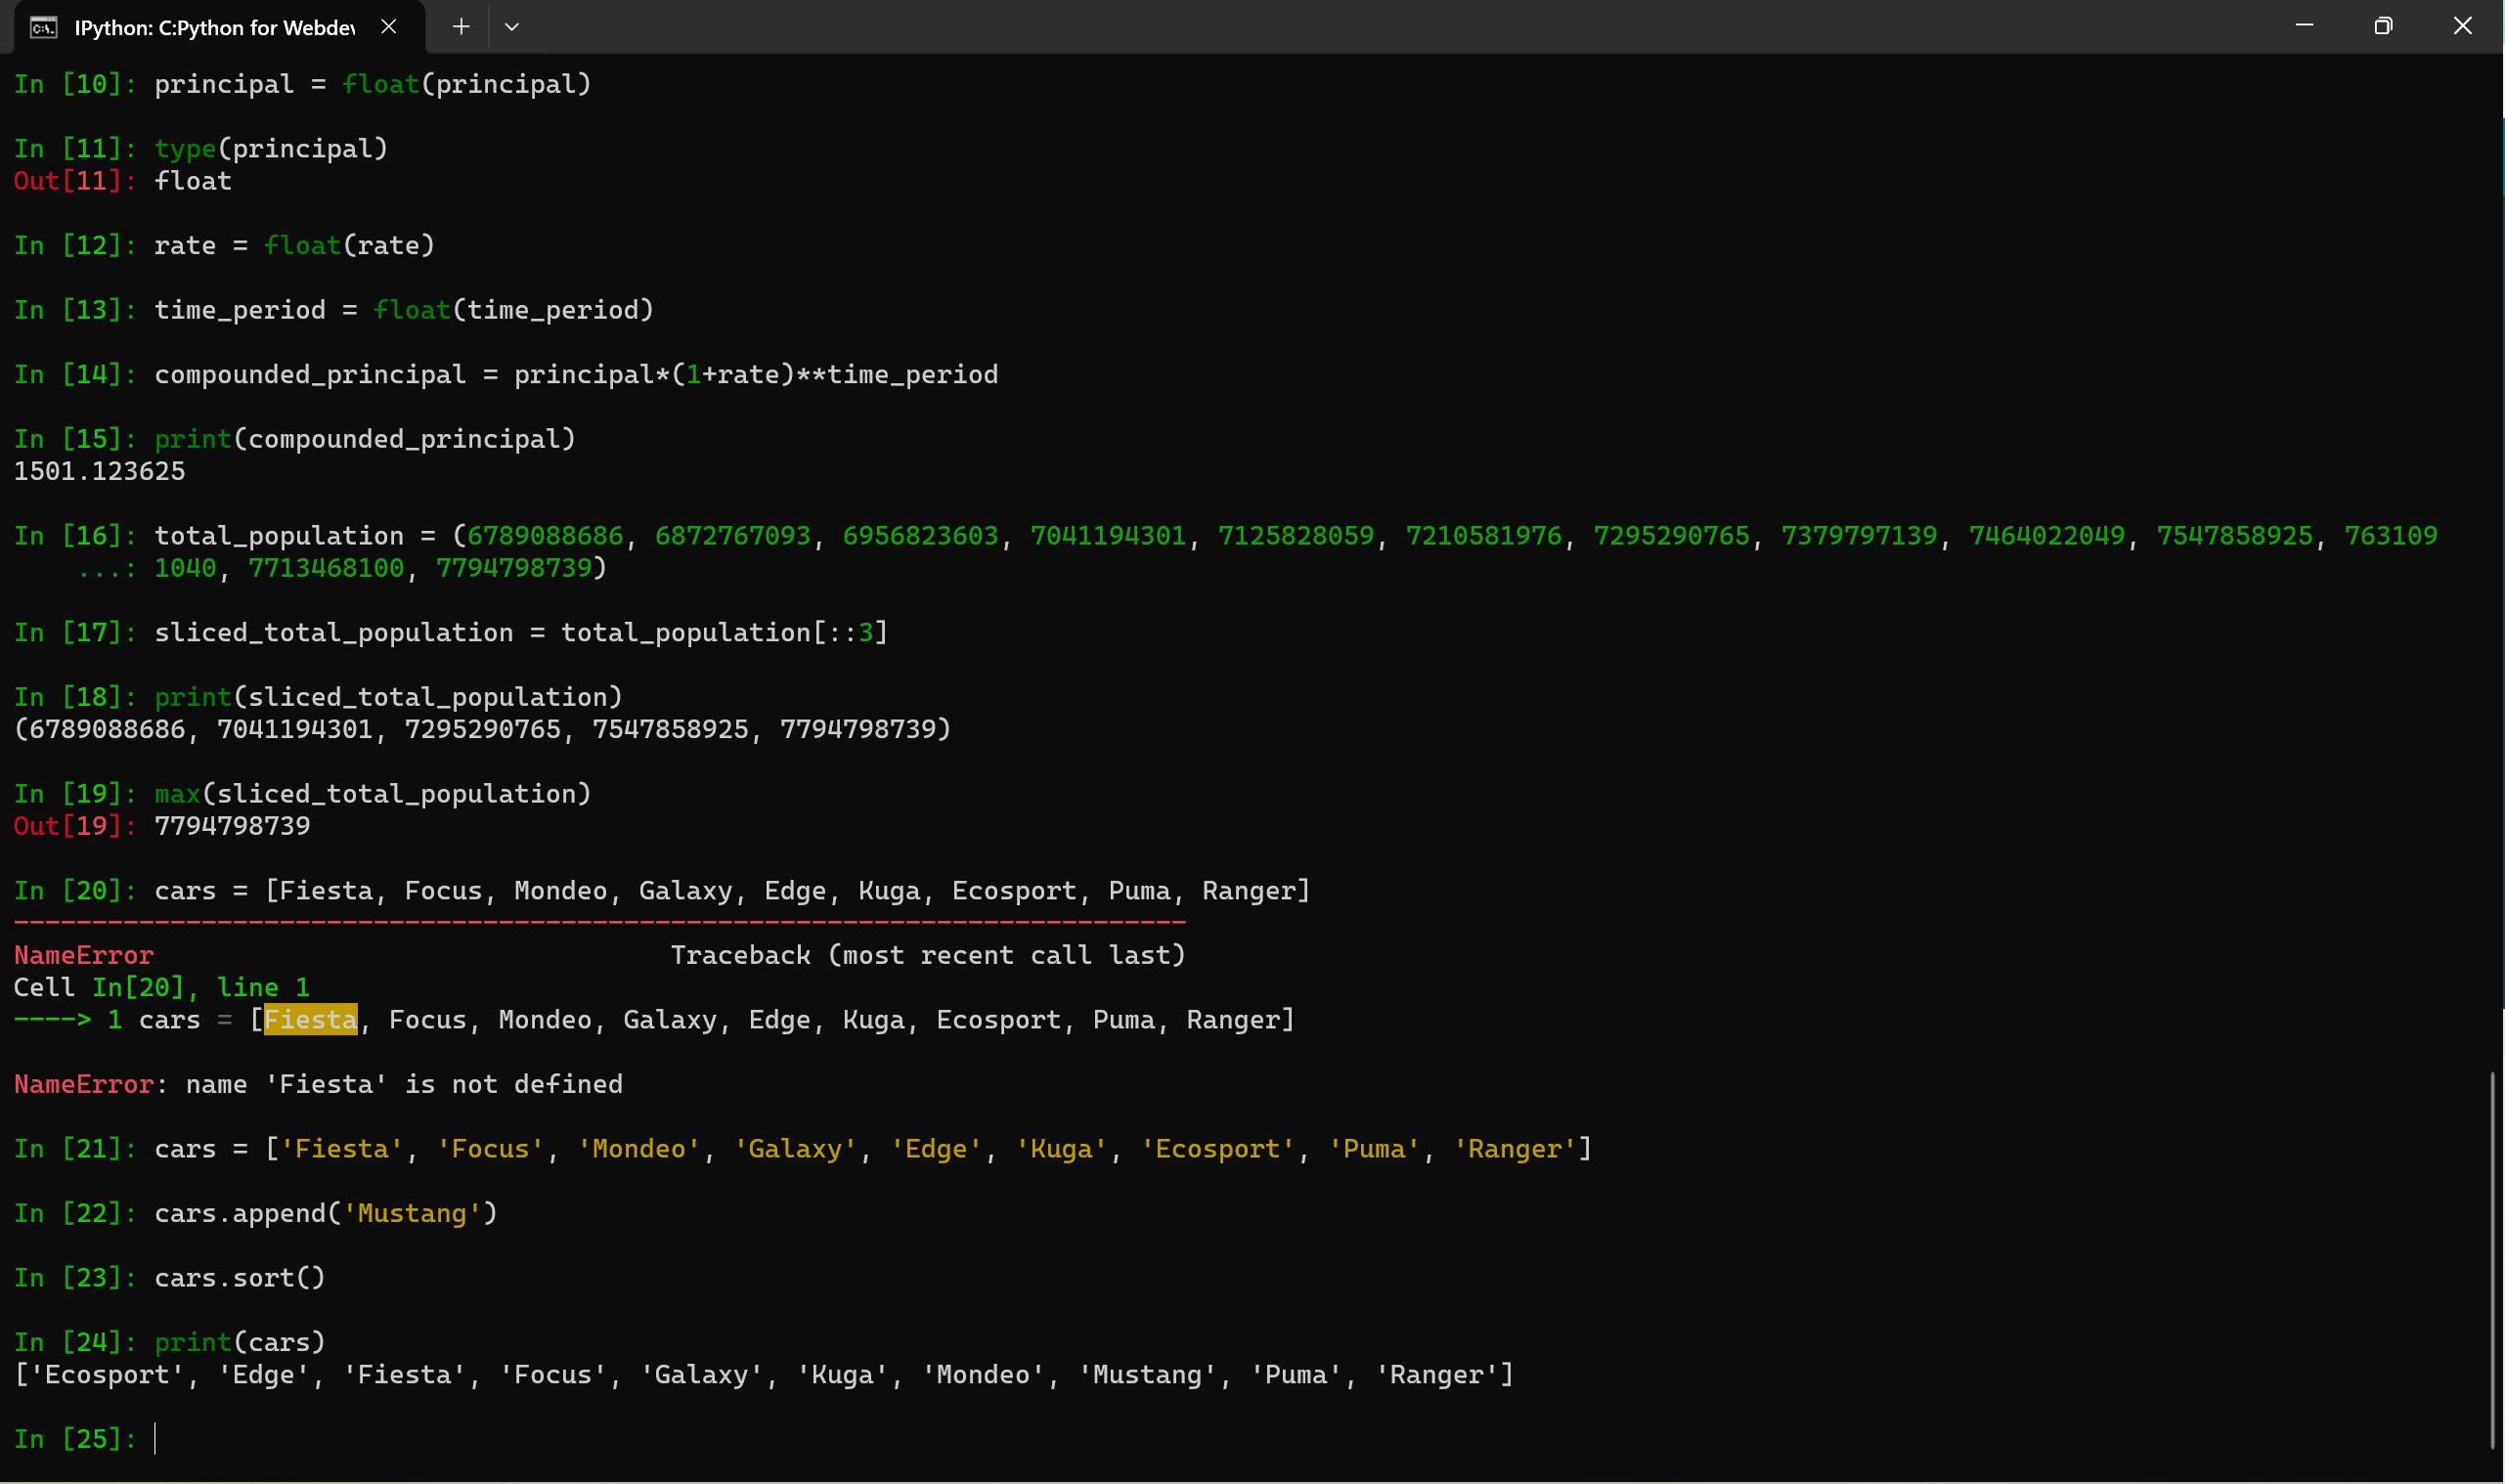 IPython: C:Python for Webdev
In [10]: principal = float(principal)
In [11]: type(principal)
Out[11]: float
In [12]: rate = float(rate)
In [13]: time_period = float(time_period)
In [14]: compounded_principal = principal*(1+rate)**time_period
In [15]: print(compounded_principal)
1501.123625
In [16]: total_population = (6789088686, 6872767093, 6956823603, 7041194301, 7125828059, 7210581976, 7295290765, 7379797139, 7464022049, 7547858925, 763109
...: 1040, 7713468100, 7794798739)
In [17]: sliced_total_population = total_population[::3]
In [18]: print(sliced_total_population)
(6789088686, 7041194301, 7295290765, 7547858925, 7794798739)
In [19]: max(sliced_total_population)
Out[19]: 7794798739
In [20]: cars = [Fiesta, Focus, Mondeo, Galaxy, Edge, Kuga, Ecosport, Puma, Ranger]
---------------------------------------------------------------------------
NameError                                 Traceback (most recent call last)
Cell In[20], line 1
----> 1 cars = [Fiesta, Focus, Mondeo, Galaxy, Edge, Kuga, Ecosport, Puma, Ranger]
NameError: name 'Fiesta' is not defined
In [21]: cars = ['Fiesta', 'Focus', 'Mondeo', 'Galaxy', 'Edge', 'Kuga', 'Ecosport', 'Puma', 'Ranger']
In [22]: cars.append('Mustang')
In [23]: cars.sort()
In [24]: print(cars)
['Ecosport', 'Edge', 'Fiesta', 'Focus', 'Galaxy', 'Kuga', 'Mondeo', 'Mustang', 'Puma', 'Ranger']
In [25]: